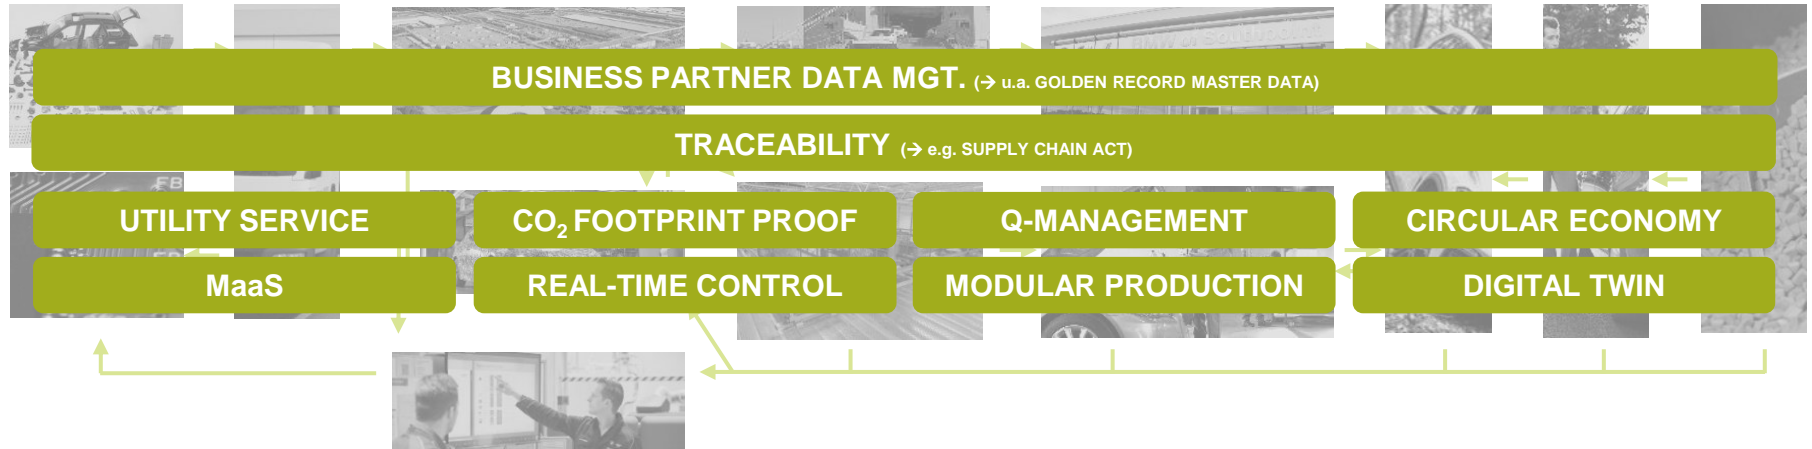 BUSINESS PARTNER DATA MGT. (→ u.a. GOLDEN RECORD MASTER DATA)
TRACEABILITY (→ e.g. SUPPLY CHAIN ACT)
UTILITY SERVICE
CO₂ FOOTPRINT PROOF
Q-MANAGEMENT
CIRCULAR ECONOMY
MaaS
REAL-TIME CONTROL
MODULAR PRODUCTION
DIGITAL TWIN